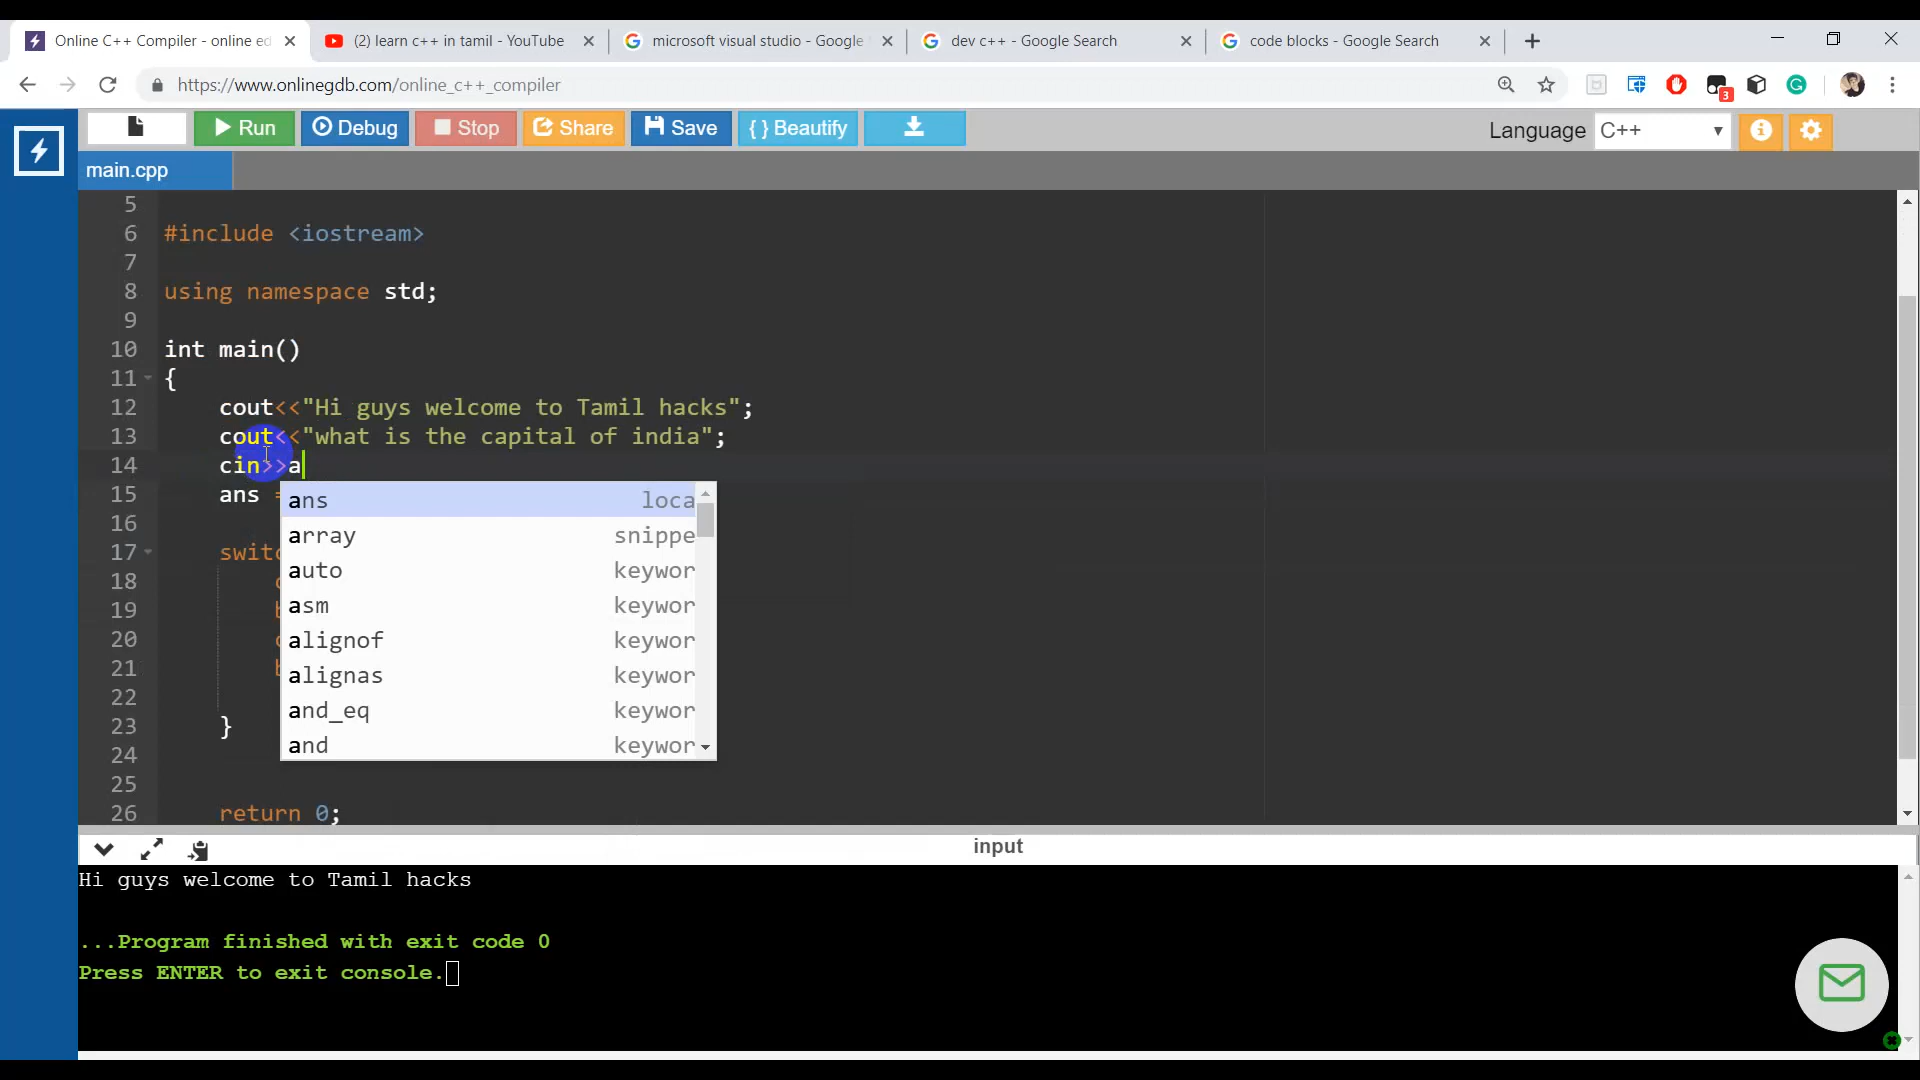 Online C++ Compiler - online ed
(2) learn c++ in tamil - YouTube
microsoft visual studio - Google
dev c++ - Google Search
code blocks - Google Search
https://www.onlinegdb.com/online_c++_compiler
3
Run
Debug
Stop
Share
Save
{ } Beautify
Language
C++
main.cpp
5
6 #include <iostream>
7
8 using namespace std;
9
10 int main()
11 {
12 cout<<"Hi guys welcome to Tamil hacks";
13 cout<<"what is the capital of india";
14 cin>>a
15 ans =
16
17 switc
18
19
20
21
22
23 }
24
25
26 return 0;
ans loca
array snippe
auto keywor
asm keywor
alignof keywor
alignas keywor
and_eq keywor
and keywor
input
Hi guys welcome to Tamil hacks
...Program finished with exit code 0
Press ENTER to exit console.